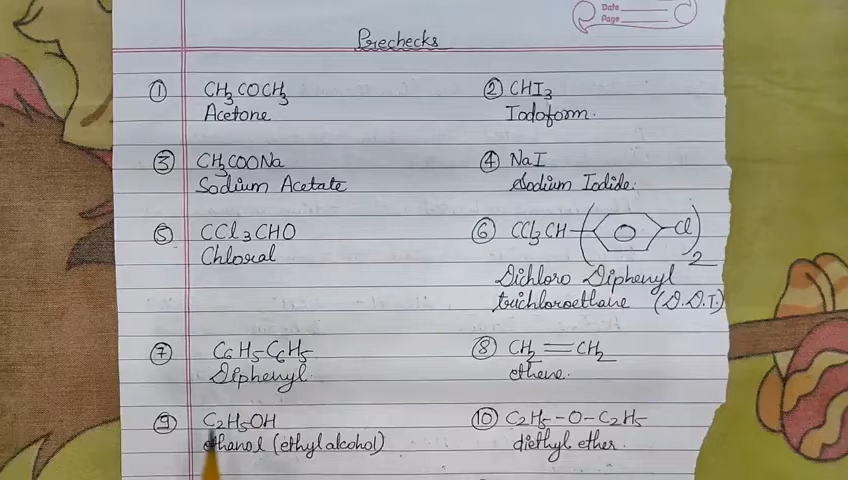 Date
Page
Prechecks
① CH3COCH3 ② CHI3
Acetone Iodoform.
③ CH3COONa ④ NaI
Sodium Acetate Sodium Iodide.
⑤ CCl3CHO ⑥ CCl3CH Cl 2
Chloral Dichloro Diphenyl
trichloroethane (D.D.T.)
⑦ C6H5C6H5 ⑧ CH2=CH2
Diphenyl. ethene.
⑨ C2H5OH ⑩ C2H5-O-C2H5
ethanol (ethyl alcohol) diethyl ether.